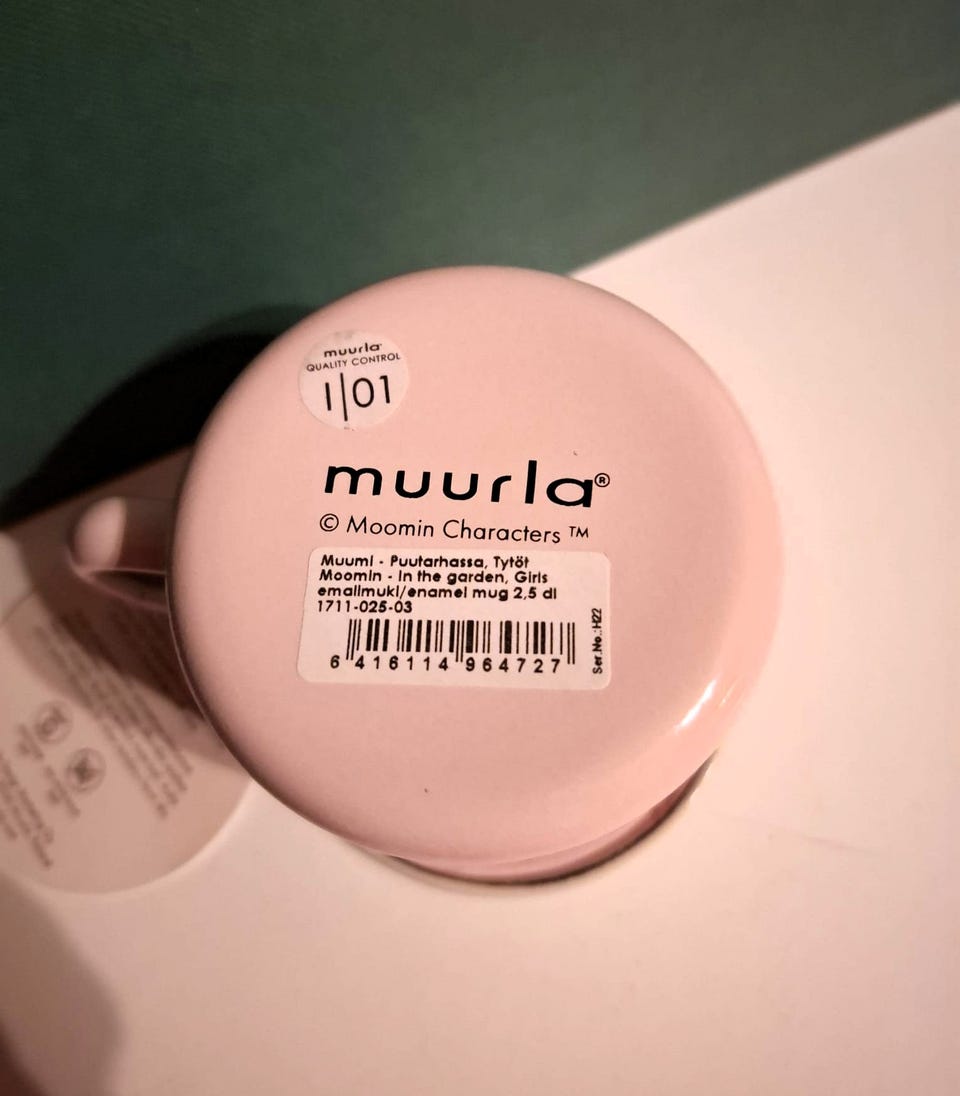 muurla
QUALITY CONTROL
I|01
muurla®
© Moomin Characters ™
Muumi - Puutarhassa, Tytöt
Moomin - In the garden, Girls
emalimuki/enamel mug 2,5 dl
1711-025-03
6 416114 964727
Ser.No.: H22